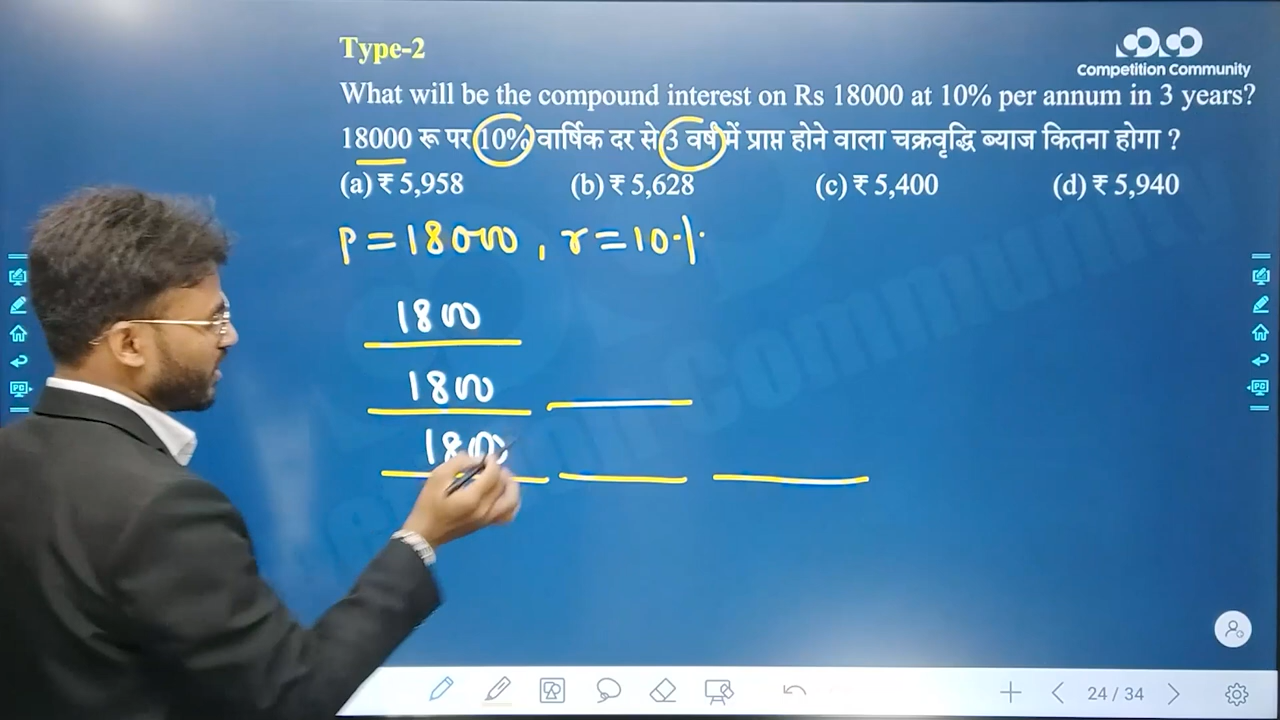 Type-2
Competition Community
What will be the compound interest on Rs 18000 at 10% per annum in 3 years?
18000 रू पर 10% वार्षिक दर से 3 वर्ष में प्राप्त होने वाला चक्रवृद्धि ब्याज कितना होगा ?
(a) ₹ 5,958 (b) ₹ 5,628 (c) ₹ 5,400 (d) ₹ 5,940
P = 18000 , r = 10%
1800
1800
1800
24 / 34